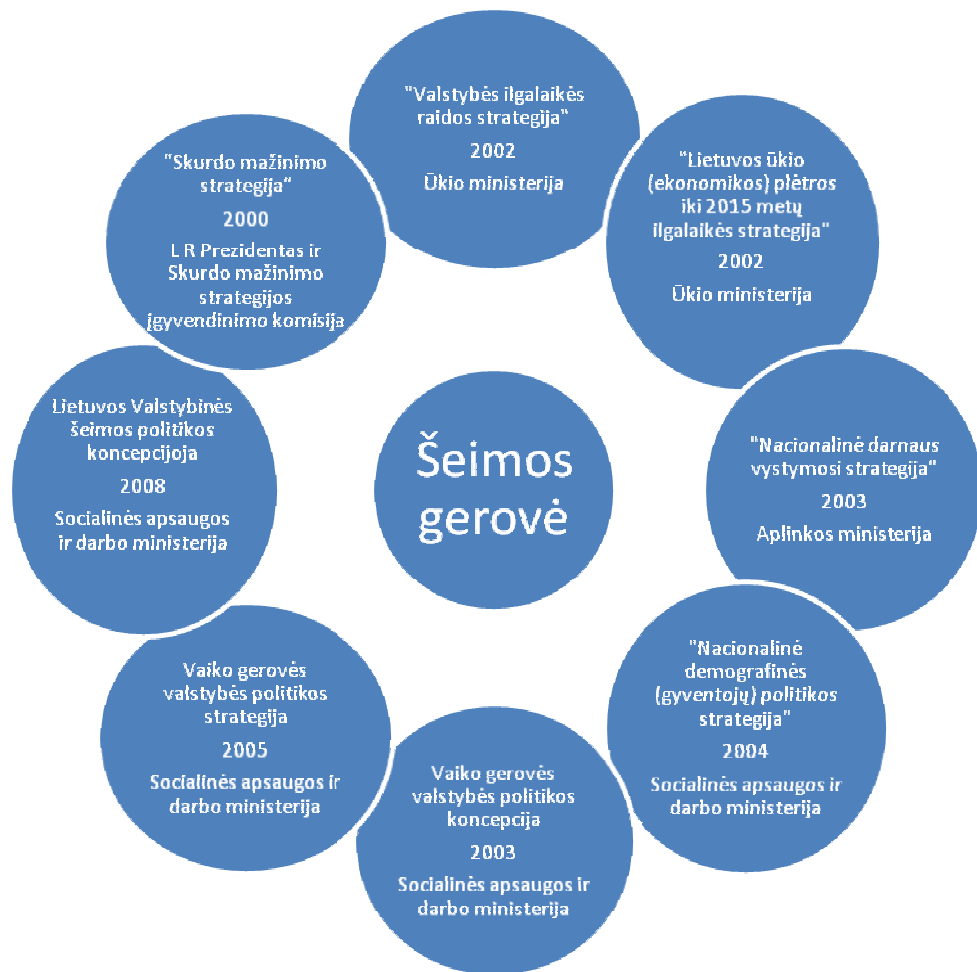 "Valstybės ilgalaikės
raidos strategija"
2002
Ūkio ministerija
"Lietuvos ūkio
(ekonomikos) plėtros
iki 2015 metų
ilgalaikės strategija"
2002
Ūkio ministerija
"Nacionalinė darnaus
vystymosi strategija"
2003
Aplinkos ministerija
"Nacionalinė
demografinės
(gyventojų) politikos
strategija"
2004
Socialinės apsaugos ir
darbo ministerija
Vaiko gerovės
valstybės politikos
koncepcija
2003
Socialinės apsaugos ir
darbo ministerija
Vaiko gerovės
valstybės politikos
strategija
2005
Socialinės apsaugos ir
darbo ministerija
Lietuvos Valstybinės
šeimos politikos
koncepcijoja
2008
Socialinės apsaugos
ir darbo ministerija
"Skurdo mažinimo
strategija"
2000
LR Prezidentas ir
Skurdo mažinimo
strategijos
įgyvendinimo komisija
Šeimos
gerovė